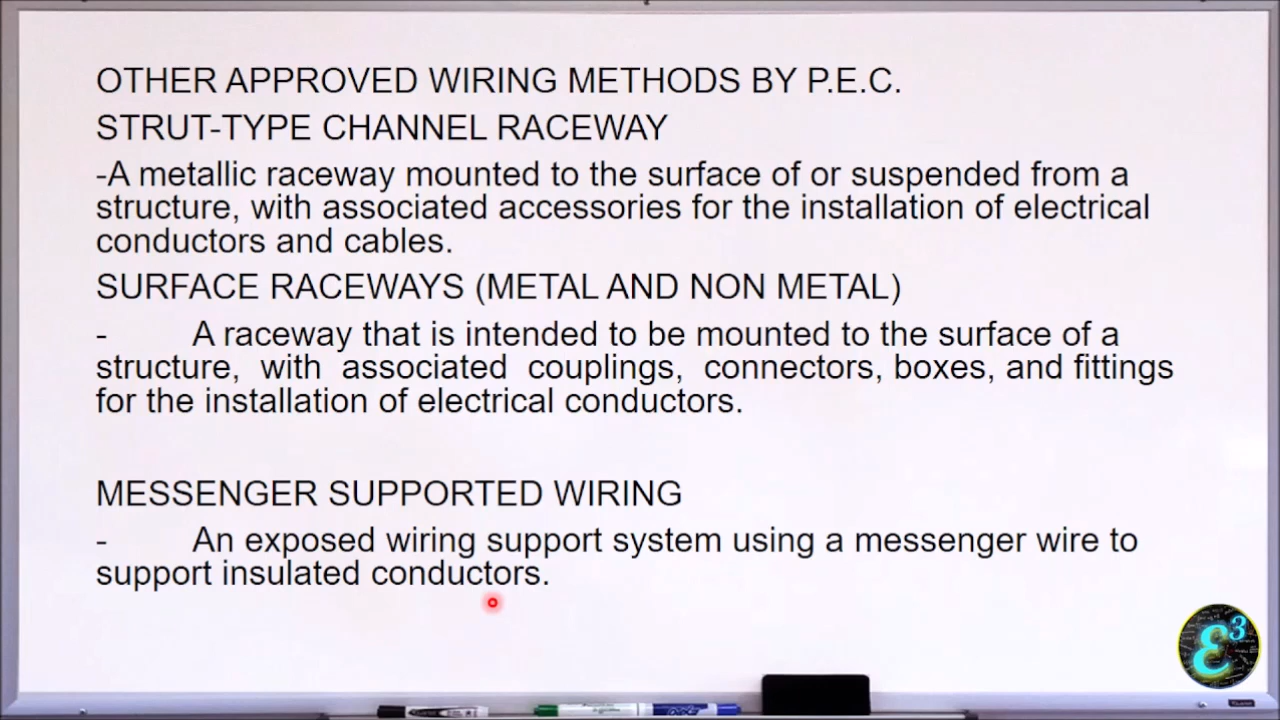 OTHER APPROVED WIRING METHODS BY P.E.C.
STRUT-TYPE CHANNEL RACEWAY
-A metallic raceway mounted to the surface of or suspended from a
structure, with associated accessories for the installation of electrical
conductors and cables.
SURFACE RACEWAYS (METAL AND NON METAL)
- A raceway that is intended to be mounted to the surface of a
structure, with associated couplings, connectors, boxes, and fittings
for the installation of electrical conductors.
MESSENGER SUPPORTED WIRING
- An exposed wiring support system using a messenger wire to
support insulated conductors.
ε3